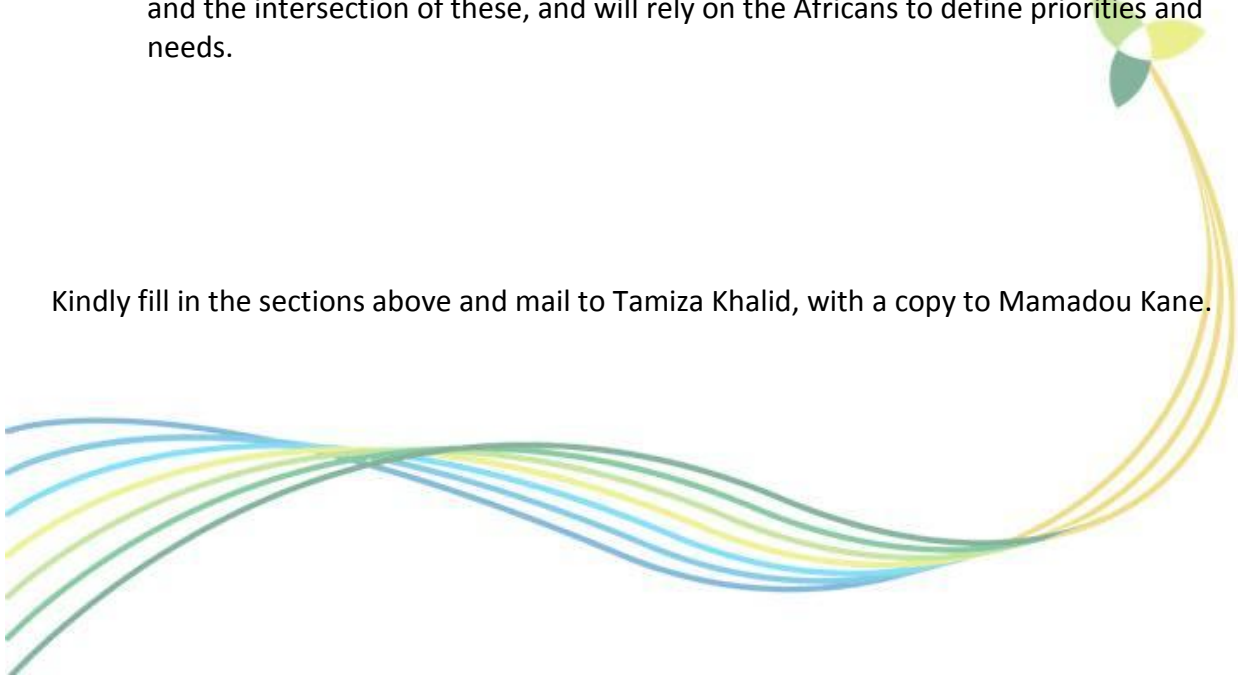 and the intersection of these, and will rely on the Africans to define priorities and
needs.
Kindly fill in the sections above and mail to Tamiza Khalid, with a copy to Mamadou Kane.